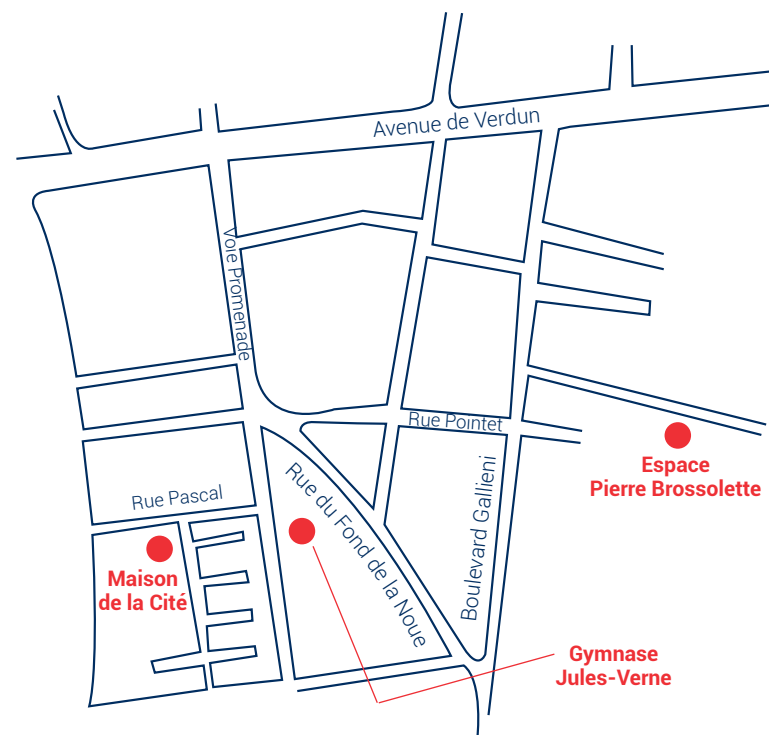 Avenue de Verdun
Voie Promenade
Rue Pointet
Espace
Pierre Brossolette
Rue Pascal
Rue du Fond de la Noue
Boulevard Gallieni
Maison
de la Cité
Gymnase
Jules-Verne